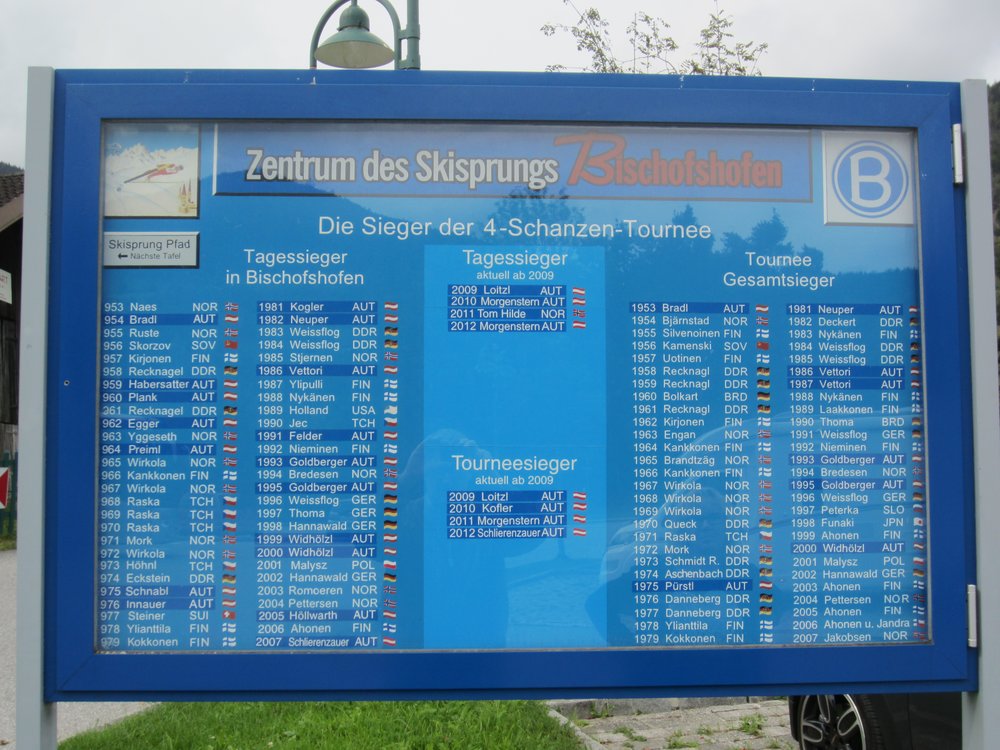 Zentrum des Skisprungs Bischofshofen
B
Die Sieger der 4-Schanzen-Tournee
Skisprung Pfad
Nächste Tafel
Tagessieger
in Bischofshofen
953 Naes NOR
954 Bradl AUT
955 Ruste NOR
956 Skorzov SOV
957 Kirjonen FIN
958 Recknagel DDR
959 Habersatter AUT
960 Plank AUT
961 Recknagel DDR
962 Egger AUT
963 Yggeseth NOR
964 Preiml AUT
965 Wirkola NOR
966 Kankkonen FIN
967 Wirkola NOR
968 Raska TCH
969 Raska TCH
970 Raska TCH
971 Mork NOR
972 Wirkola NOR
973 Höhnl TCH
974 Eckstein DDR
975 Schnabl AUT
976 Innauer AUT
977 Steiner SUI
978 Ylianttila FIN
979 Kokkonen FIN
1981 Kogler AUT
1982 Neuper AUT
1983 Weissflog DDR
1984 Weissflog DDR
1985 Stjernen NOR
1986 Vettori AUT
1987 Ylipulli FIN
1988 Nykänen FIN
1989 Holland USA
1990 Jec TCH
1991 Felder AUT
1992 Nieminen FIN
1993 Goldberger AUT
1994 Bredesen NOR
1995 Goldberger AUT
1996 Weissflog GER
1997 Thoma GER
1998 Hannawald GER
1999 Widhölzl AUT
2000 Widhölzl AUT
2001 Malysz POL
2002 Hannawald GER
2003 Romoeren NOR
2004 Pettersen NOR
2005 Höllwarth AUT
2006 Ahonen FIN
2007 Schlierenzauer AUT
Tagessieger
aktuell ab 2009
2009 Loitzl AUT
2010 Morgenstern AUT
2011 Tom Hilde NOR
2012 Morgenstern AUT
Tourneesieger
aktuell ab 2009
2009 Loitzl AUT
2010 Kofler AUT
2011 Morgenstern AUT
2012 Schlierenzauer AUT
Tournee
Gesamtsieger
1953 Bradl AUT
1954 Bjärnstad NOR
1955 Silvenoinen FIN
1956 Kamenski SOV
1957 Uotinen FIN
1958 Recknagl DDR
1959 Recknagl DDR
1960 Bolkart BRD
1961 Recknagl DDR
1962 Kirjonen FIN
1963 Engan NOR
1964 Kankkonen FIN
1965 Brandtzäg NOR
1966 Kankkonen FIN
1967 Wirkola NOR
1968 Wirkola NOR
1969 Wirkola NOR
1970 Queck DDR
1971 Raska TCH
1972 Mork NOR
1973 Schmidt R. DDR
1974 Aschenbach DDR
1975 Pürstl AUT
1976 Danneberg DDR
1977 Danneberg DDR
1978 Ylianttila FIN
1979 Kokkonen FIN
1981 Neuper AUT
1982 Deckert DDR
1983 Nykänen FIN
1984 Weissflog DDR
1985 Weissflog DDR
1986 Vettori AUT
1987 Vettori AUT
1988 Nykänen FIN
1989 Laakkonen FIN
1990 Thoma BRD
1991 Weissflog GER
1992 Nieminen FIN
1993 Goldberger AUT
1994 Bredesen NOR
1995 Goldberger AUT
1996 Weissflog GER
1997 Peterka SLO
1998 Funaki JPN
1999 Ahonen FIN
2000 Widhölzl AUT
2001 Malysz POL
2002 Hannawald GER
2003 Ahonen FIN
2004 Pettersen NOR
2005 Ahonen FIN
2006 Ahonen u. Jandra
2007 Jakobsen NOR